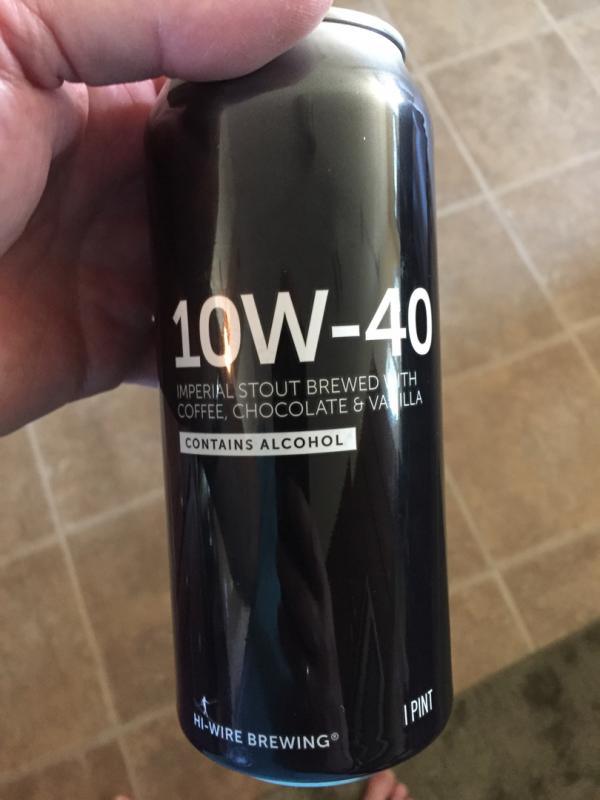 10W-40
IMPERIAL STOUT BREWED WITH
COFFEE, CHOCOLATE & VANILLA
CONTAINS ALCOHOL
HI-WIRE BREWING®
1 PINT